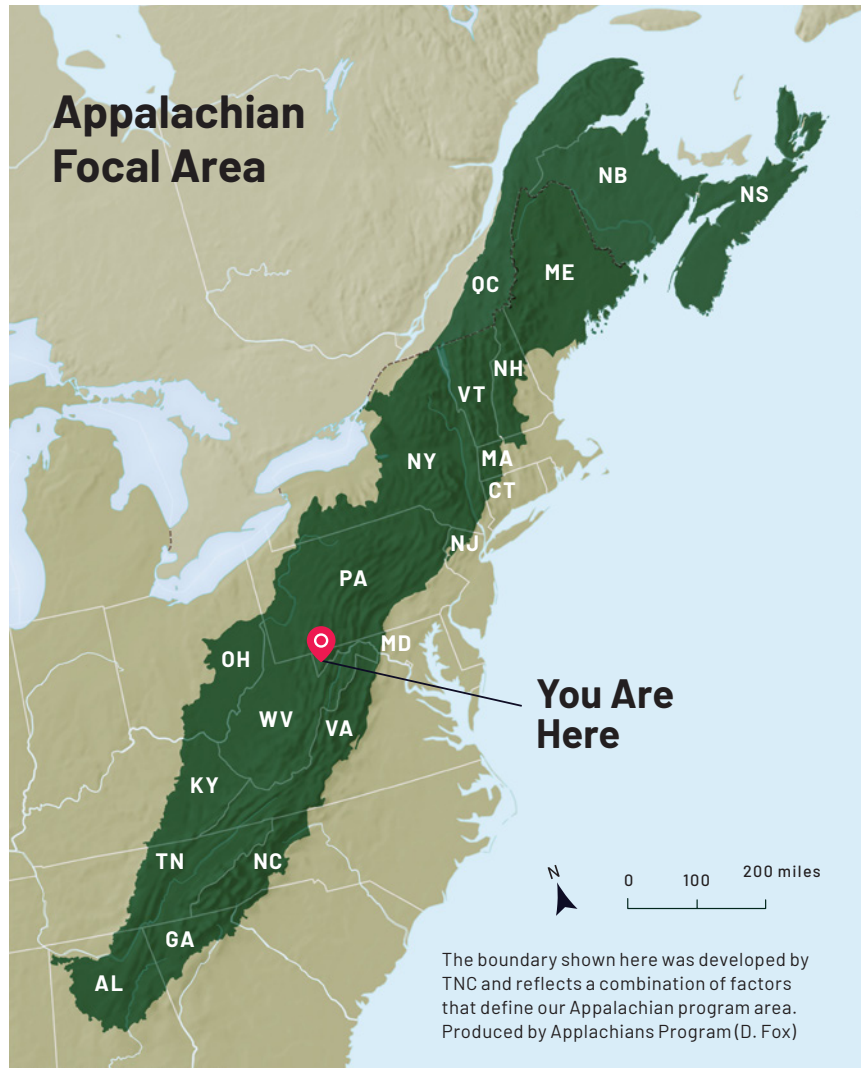 Appalachian
Focal Area
NB
NS
ME
QC
NH
VT
NY
MA
CT
NJ
PA
MD
OH
You Are
Here
WV
VA
KY
TN
NC
GA
AL
N
0
100
200 miles
The boundary shown here was developed by
TNC and reflects a combination of factors
that define our Appalachian program area.
Produced by Applachians Program (D. Fox)